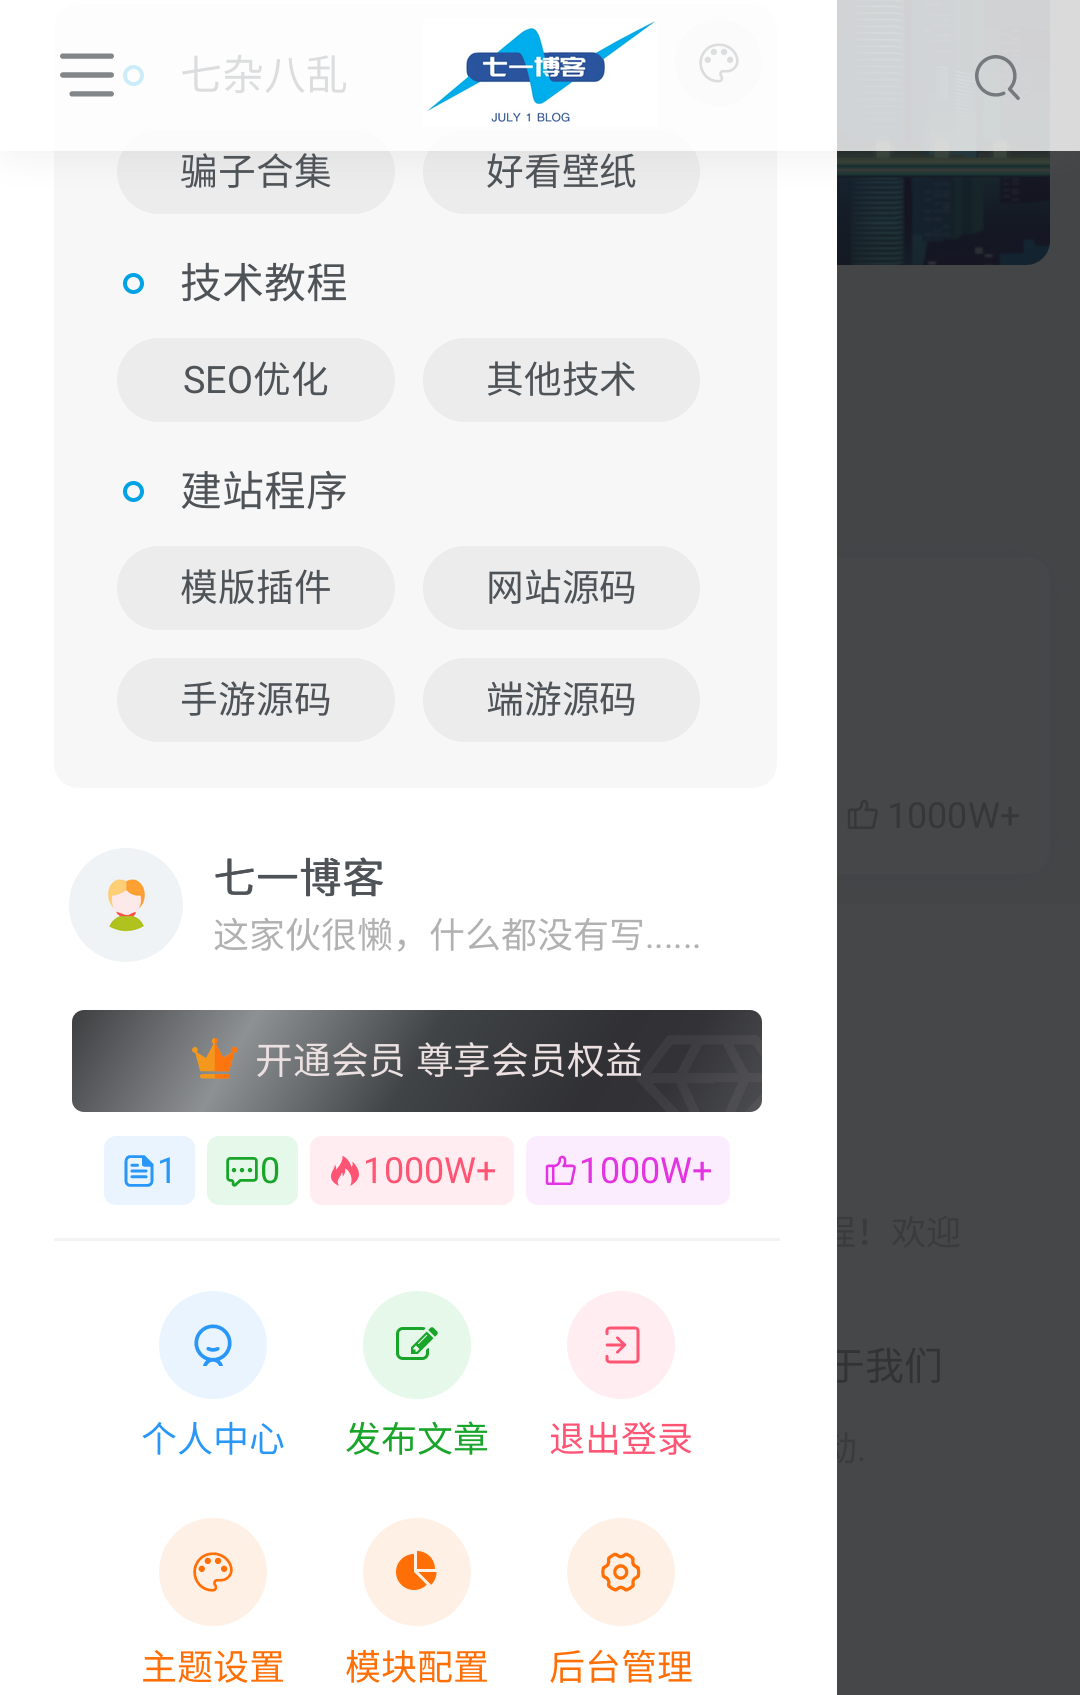 七杂八乱
七一博客
JULY 1 BLOG
骗子合集
好看壁纸
技术教程
SEO优化
其他技术
建站程序
模版插件
网站源码
手游源码
端游源码
1000W+
七一博客
这家伙很懒，什么都没有写......
开通会员 尊享会员权益
1
0
1000W+
1000W+
程！欢迎
个人中心
发布文章
退出登录
于我们
动.
主题设置
模块配置
后台管理